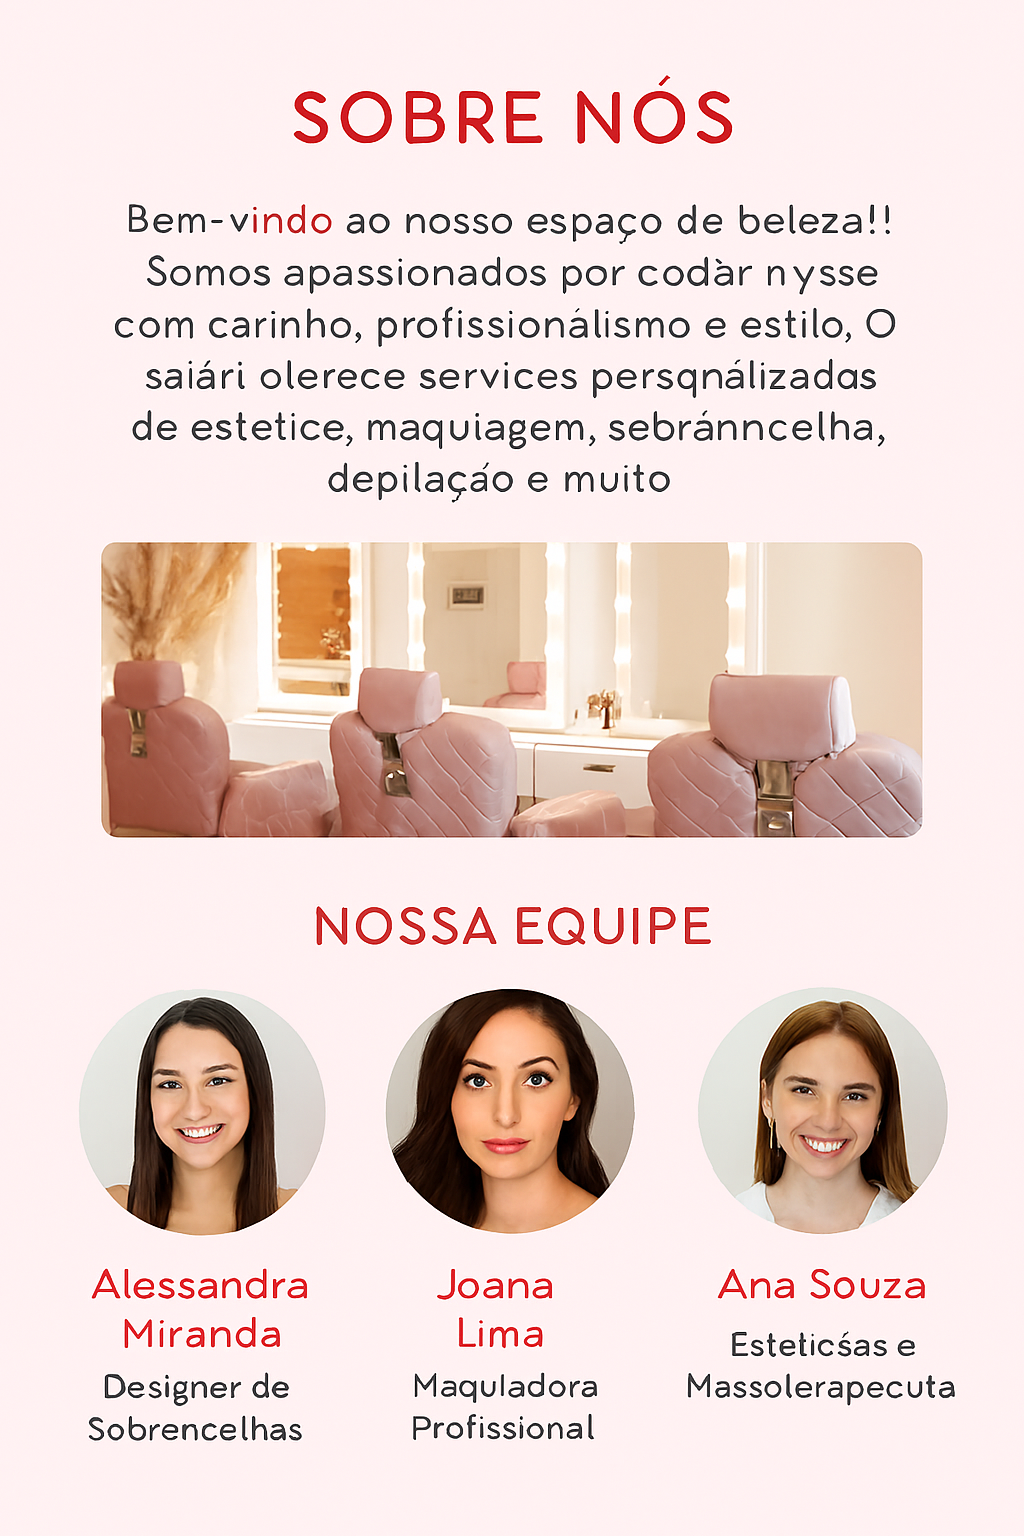 SOBRE NÓS
Bem-vindo ao nosso espaço de beleza!!
Somos apassionados por codàr nysse
com carinho, profissionálismo e estilo, O
saiári olerece services persqnálizadas
de estetice, maquiagem, sebránncelha,
depilaçáo e muito
NOSSA EQUIPE
Alessandra
Miranda
Designer de
Sobrencelhas
Joana
Lima
Maquladora
Profissional
Ana Souza
Esteticśas e
Massolerapecuta